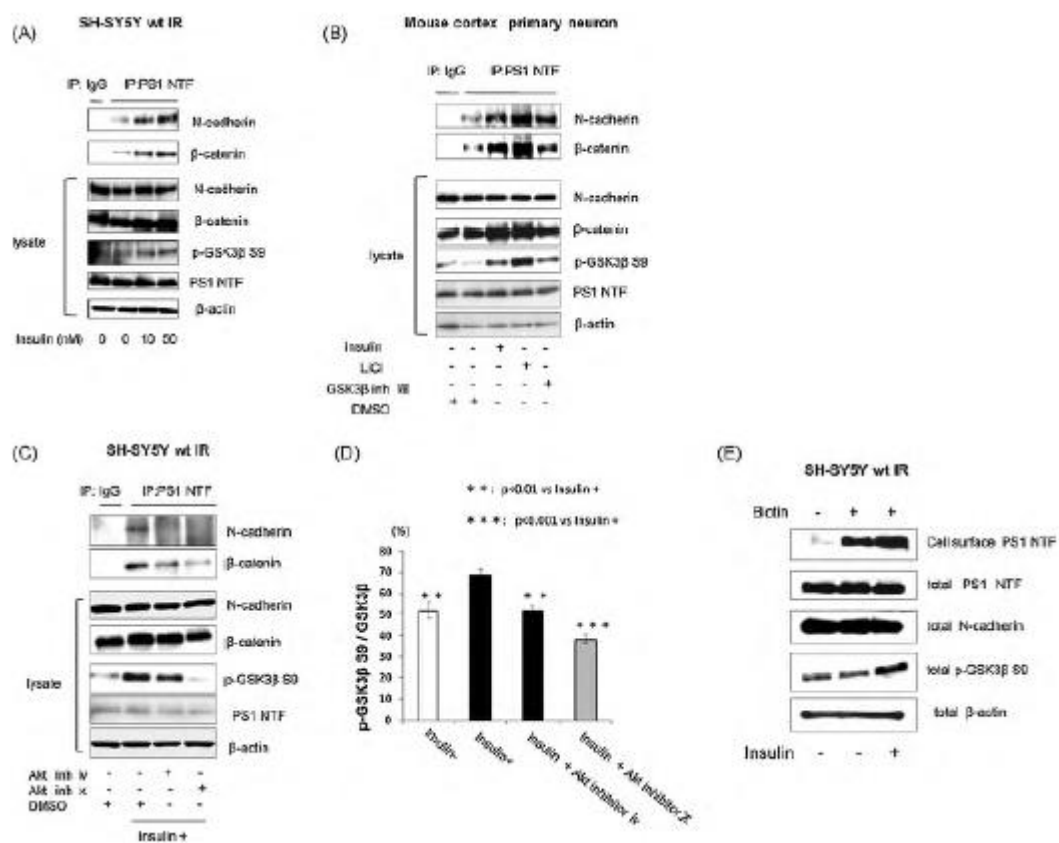 (A)
SH-SY5Y wt IR
IP: IgG IP:PS1 NTF
N-cadherin
β-catenin
N-cadherin
β-catenin
lysate
p-GSK3β S9
PS1 NTF
β-actin
Insulin (nM) 0 0 10 50
(B)
Mouse cortex primary neuron
IP: IgG IP:PS1 NTF
N-cadherin
β-catenin
N-cadherin
β-catenin
lysate
p-GSK3β S9
PS1 NTF
β-actin
Insulin - - + - -
LiCl - - - + -
GSK3β inh - - - - +
DMSO + + - - -
(C)
SH-SY5Y wt IR
IP: IgG IP:PS1 NTF
N-cadherin
β-catenin
N-cadherin
β-catenin
lysate
p-GSK3β S9
PS1 NTF
β-actin
Akt inh - - + -
Akt inh - - - +
DMSO + + - -
Insulin +
(D)
**: p<0.01 vs Insulin +
***: p<0.001 vs Insulin +
(%)
80
70
60
50
40
30
20
10
0
p-GSK3β S9 / GSK3β
** ** ***
Insulin-
Insulin+
Insulin + Akt inhibitor
Insulin + Akt inhibitor
(E)
SH-SY5Y wt IR
Biotin - + +
Cell surface PS1 NTF
total PS1 NTF
total N-cadherin
total p-GSK3β S9
total β-actin
Insulin - - +